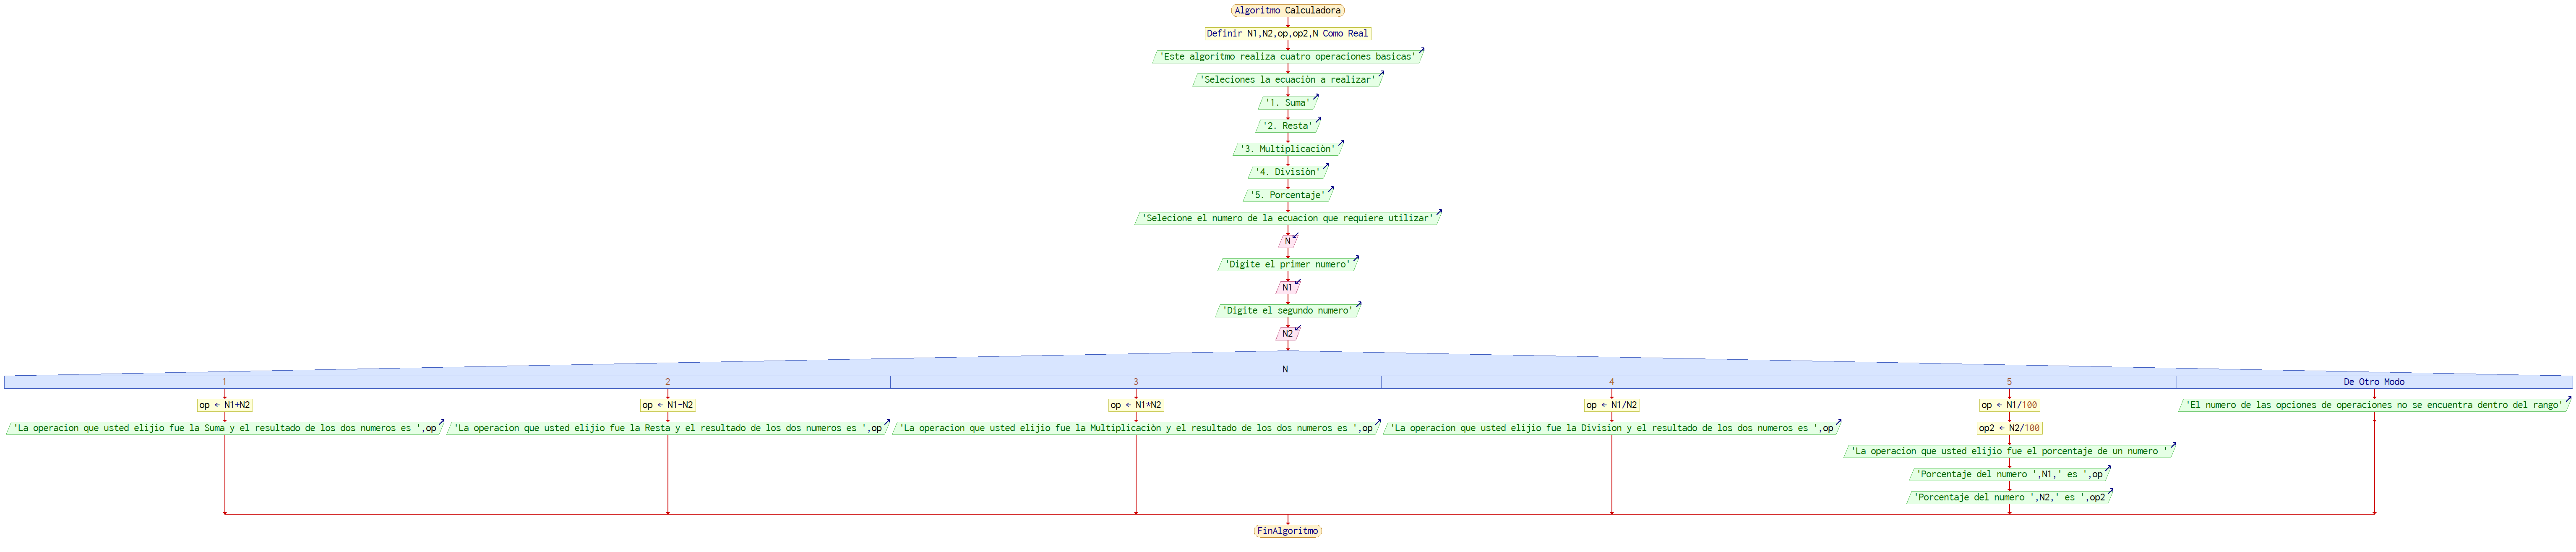 Algoritmo Calculadora
Definir N1,N2,op,op2,N Como Real
'Este algoritmo realiza cuatro operaciones basicas'
'Seleciones la ecuaciòn a realizar'
'1. Suma'
'2. Resta'
'3. Multiplicaciòn'
'4. Divisiòn'
'5. Porcentaje'
'Selecione el numero de la ecuacion que requiere utilizar'
N
'Digite el primer numero'
N1
'Digite el segundo numero'
N2
N
1
2
3
4
5
De Otro Modo
op ← N1+N2
op ← N1-N2
op ← N1*N2
op ← N1/N2
op ← N1/100
'El numero de las opciones de operaciones no se encuentra dentro del rango'
'La operacion que usted elijio fue la Suma y el resultado de los dos numeros es ',op
'La operacion que usted elijio fue la Resta y el resultado de los dos numeros es ',op
'La operacion que usted elijio fue la Multiplicaciòn y el resultado de los dos numeros es ',op
'La operacion que usted elijio fue la Division y el resultado de los dos numeros es ',op
op2 ← N2/100
'La operacion que usted elijio fue el porcentaje de un numero '
'Porcentaje del numero ',N1,' es ',op
'Porcentaje del numero ',N2,' es ',op2
FinAlgoritmo